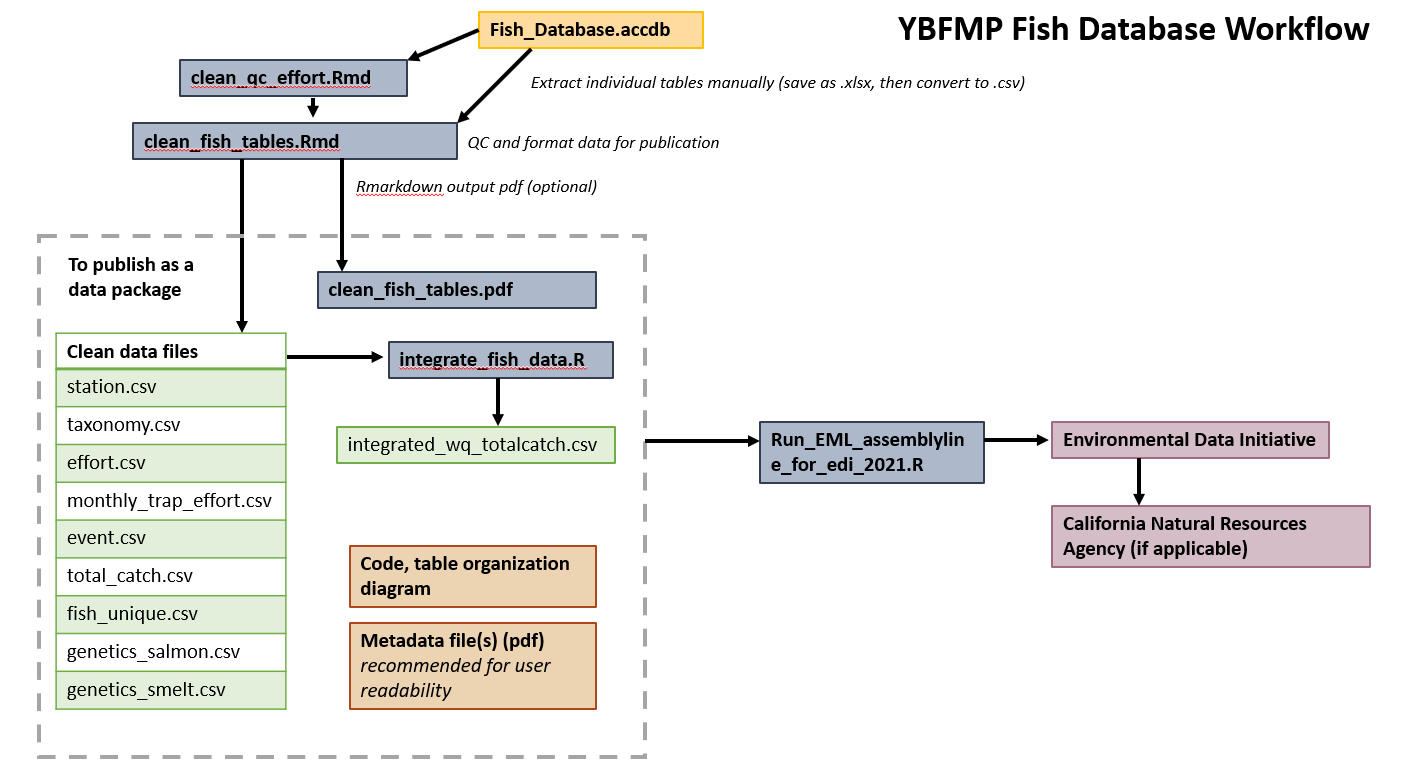 YBFMP Fish Database Workflow
Fish_Database.accdb
clean_qc_effort.Rmd
Extract individual tables manually (save as .xlsx, then convert to .csv)
clean_fish_tables.Rmd
QC and format data for publication
Rmarkdown output pdf (optional)
To publish as a
data package
clean_fish_tables.pdf
Clean data files
station.csv
taxonomy.csv
effort.csv
monthly_trap_effort.csv
event.csv
total_catch.csv
fish_unique.csv
genetics_salmon.csv
genetics_smelt.csv
integrate_fish_data.R
integrated_wq_totalcatch.csv
Code, table organization
diagram
Metadata file(s) (pdf)
recommended for user
readability
Run_EML_assemblylin
e_for_edi_2021.R
Environmental Data Initiative
California Natural Resources
Agency (if applicable)